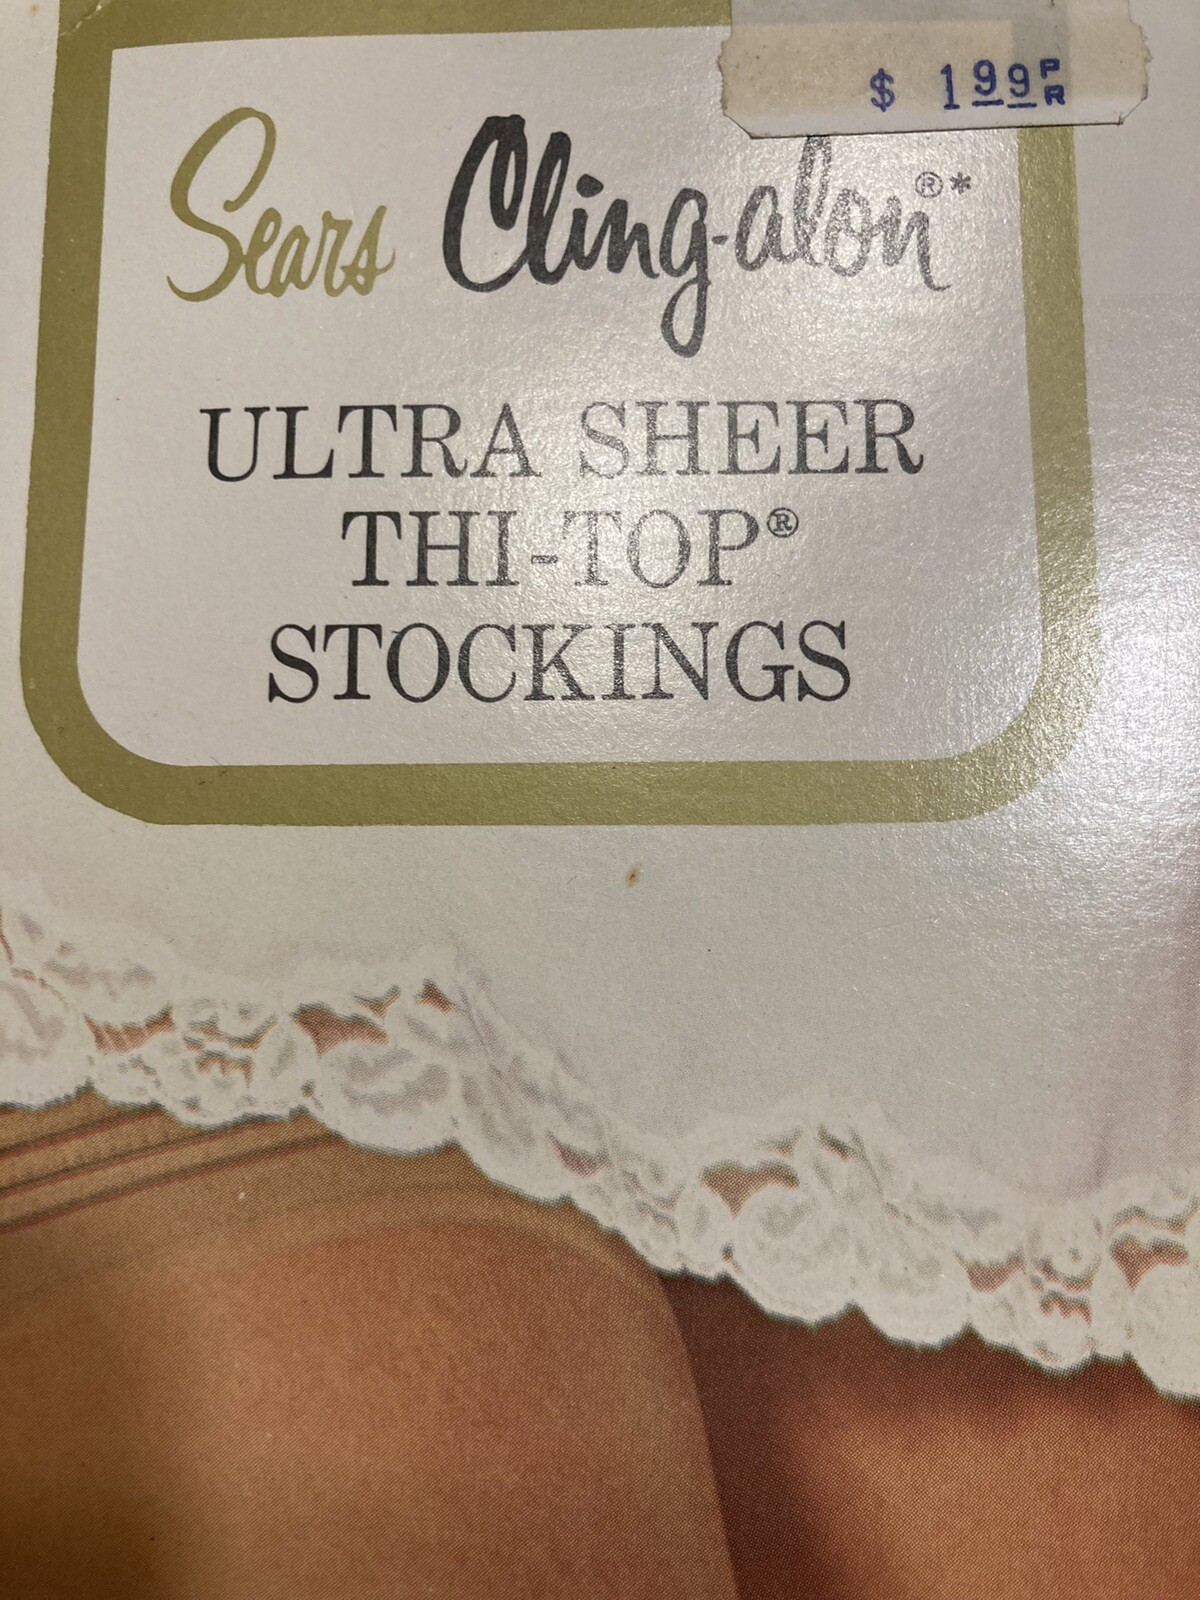 $ 1 99 PR
Sears Cling-alon®*
ULTRA SHEER
THI-TOP®
STOCKINGS